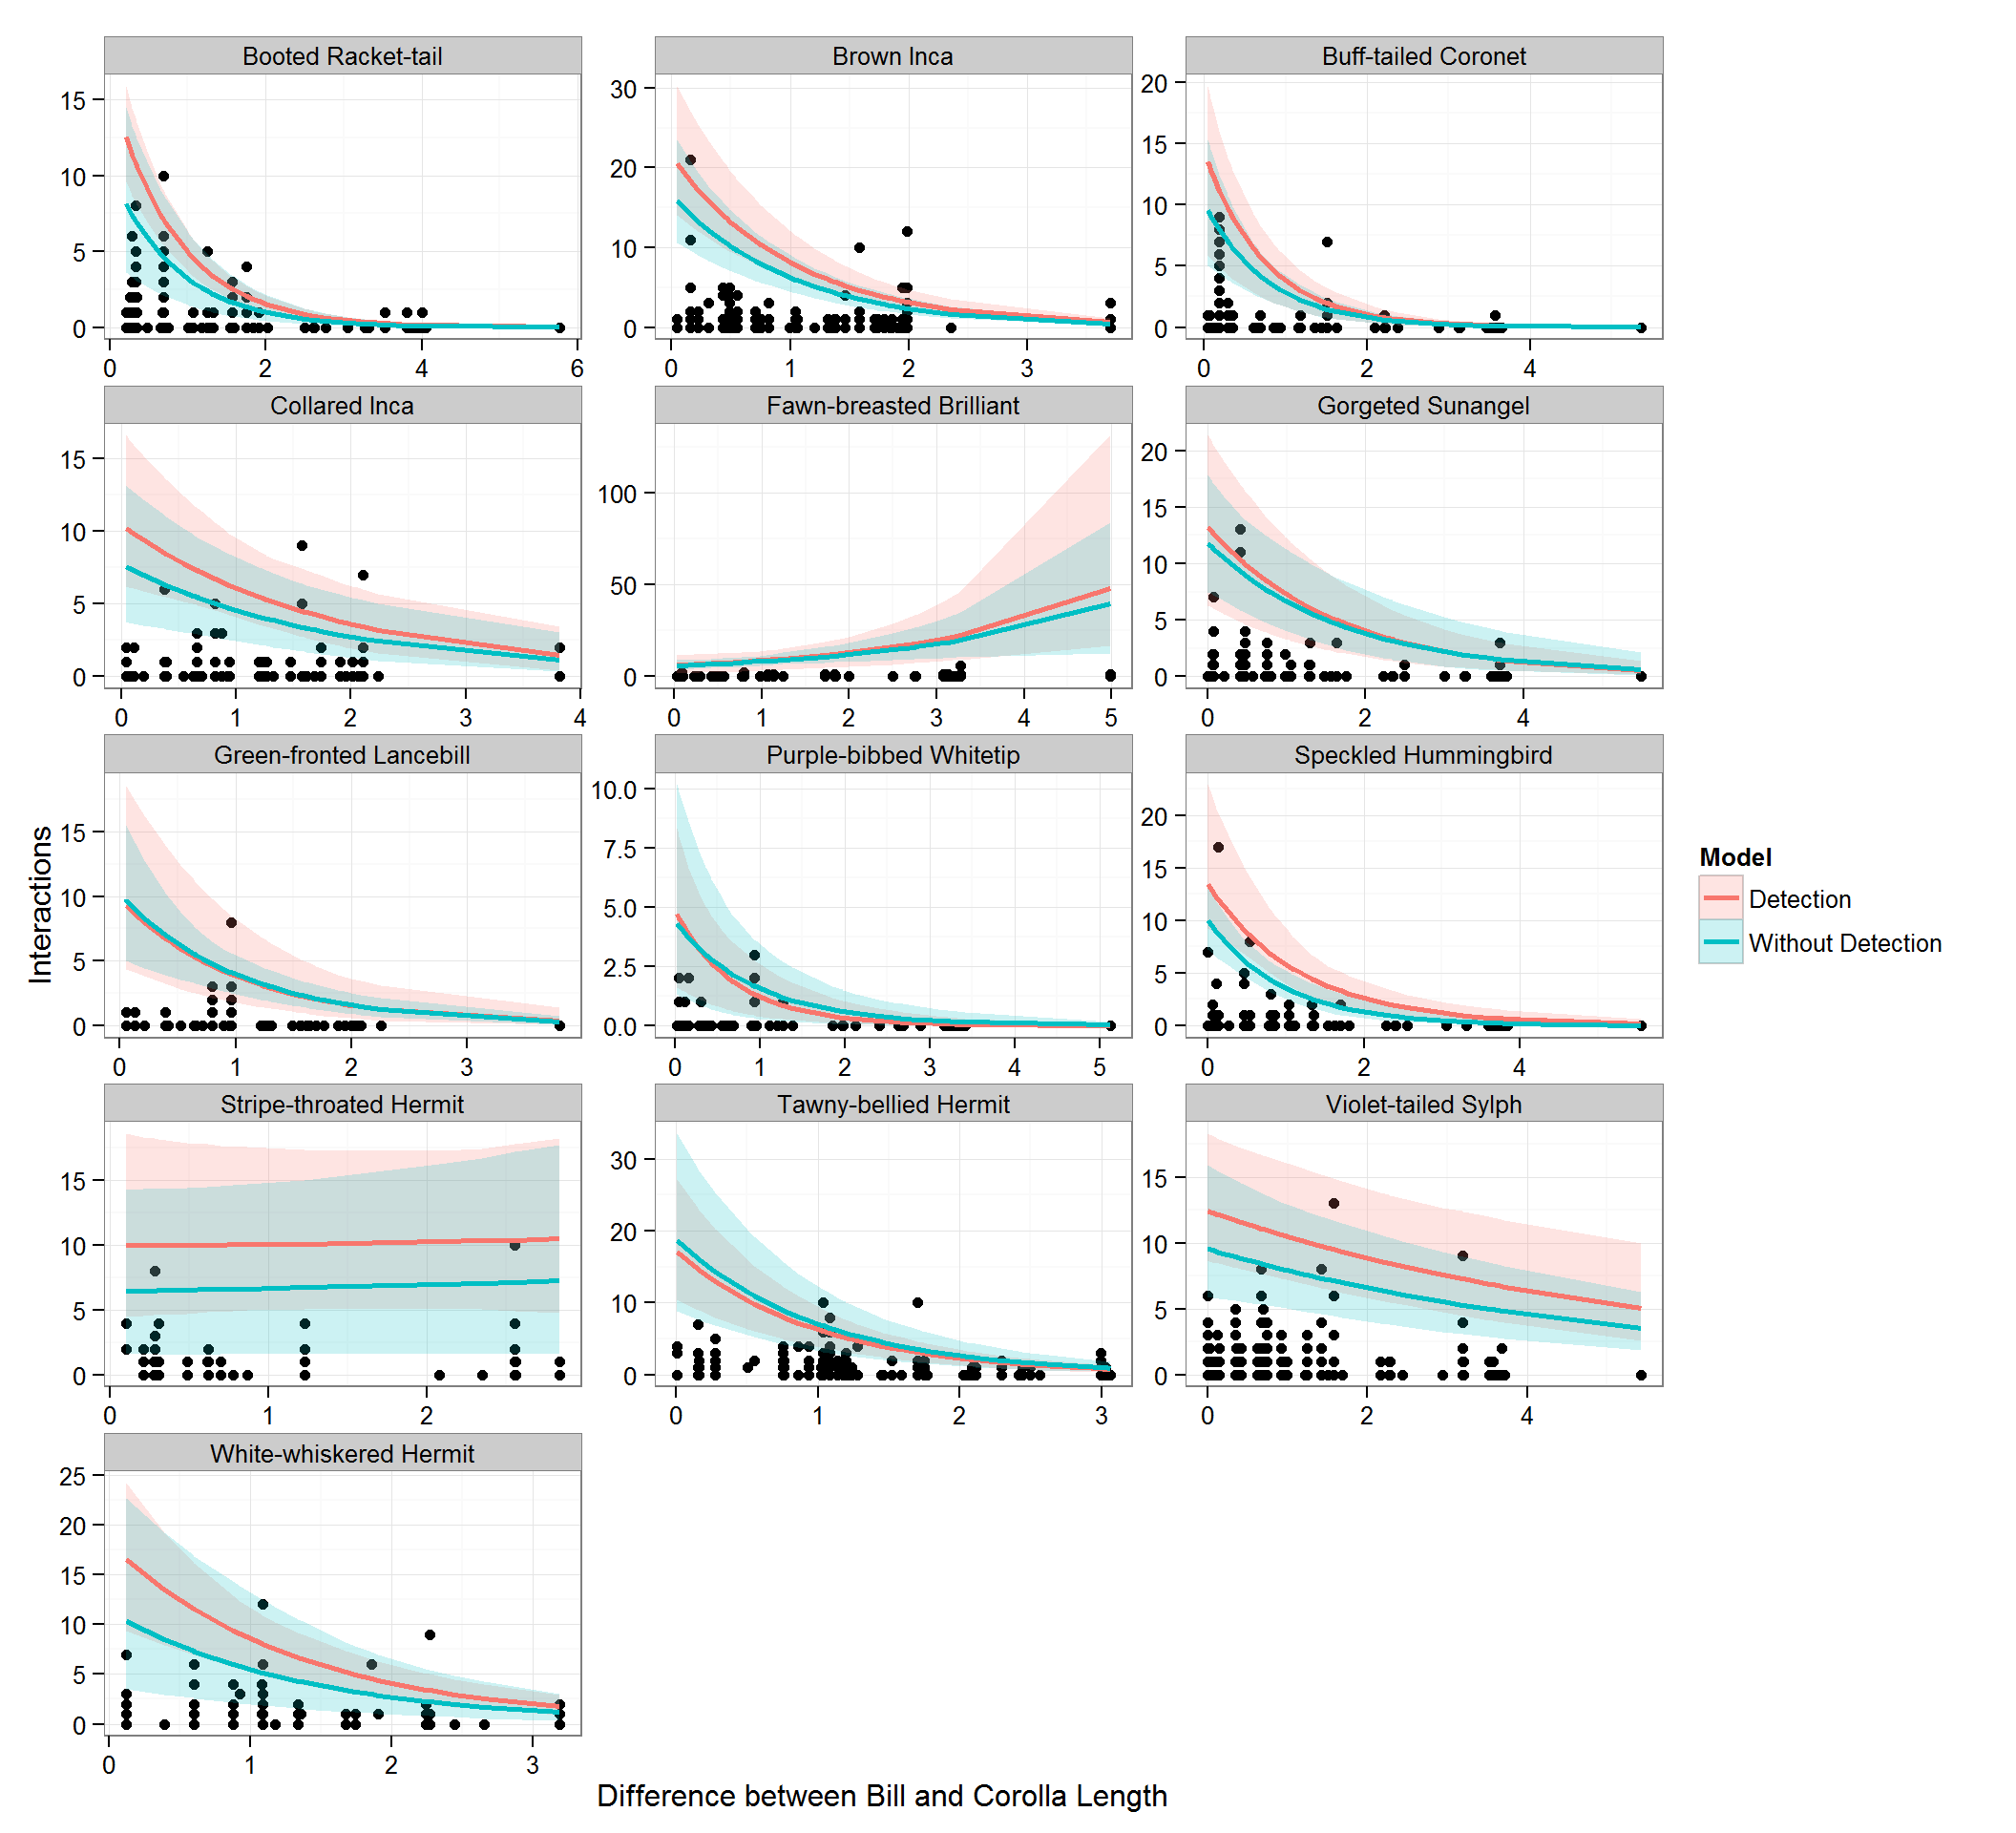 Booted Racket-tail
Brown Inca
Buff-tailed Coronet
15
10
5
0
0 2 4 6
30
20
10
0
0 1 2 3
20
15
10
5
0
0 2 4
Collared Inca
Fawn-breasted Brilliant
Gorgeted Sunangel
15
10
5
0
0 1 2 3 4
100
50
0
0 1 2 3 4 5
20
15
10
5
0
0 2 4
Green-fronted Lancebill
Purple-bibbed Whitetip
Speckled Hummingbird
15
10
5
0
0 1 2 3
10.0
7.5
5.0
2.5
0.0
0 1 2 3 4 5
20
15
10
5
0
0 2 4
Stripe-throated Hermit
Tawny-bellied Hermit
Violet-tailed Sylph
15
10
5
0
0 1 2
30
20
10
0
0 1 2 3
15
10
5
0
0 2 4
White-whiskered Hermit
25
20
15
10
5
0
0 1 2 3
Interactions
Difference between Bill and Corolla Length
Model
Detection
Without Detection